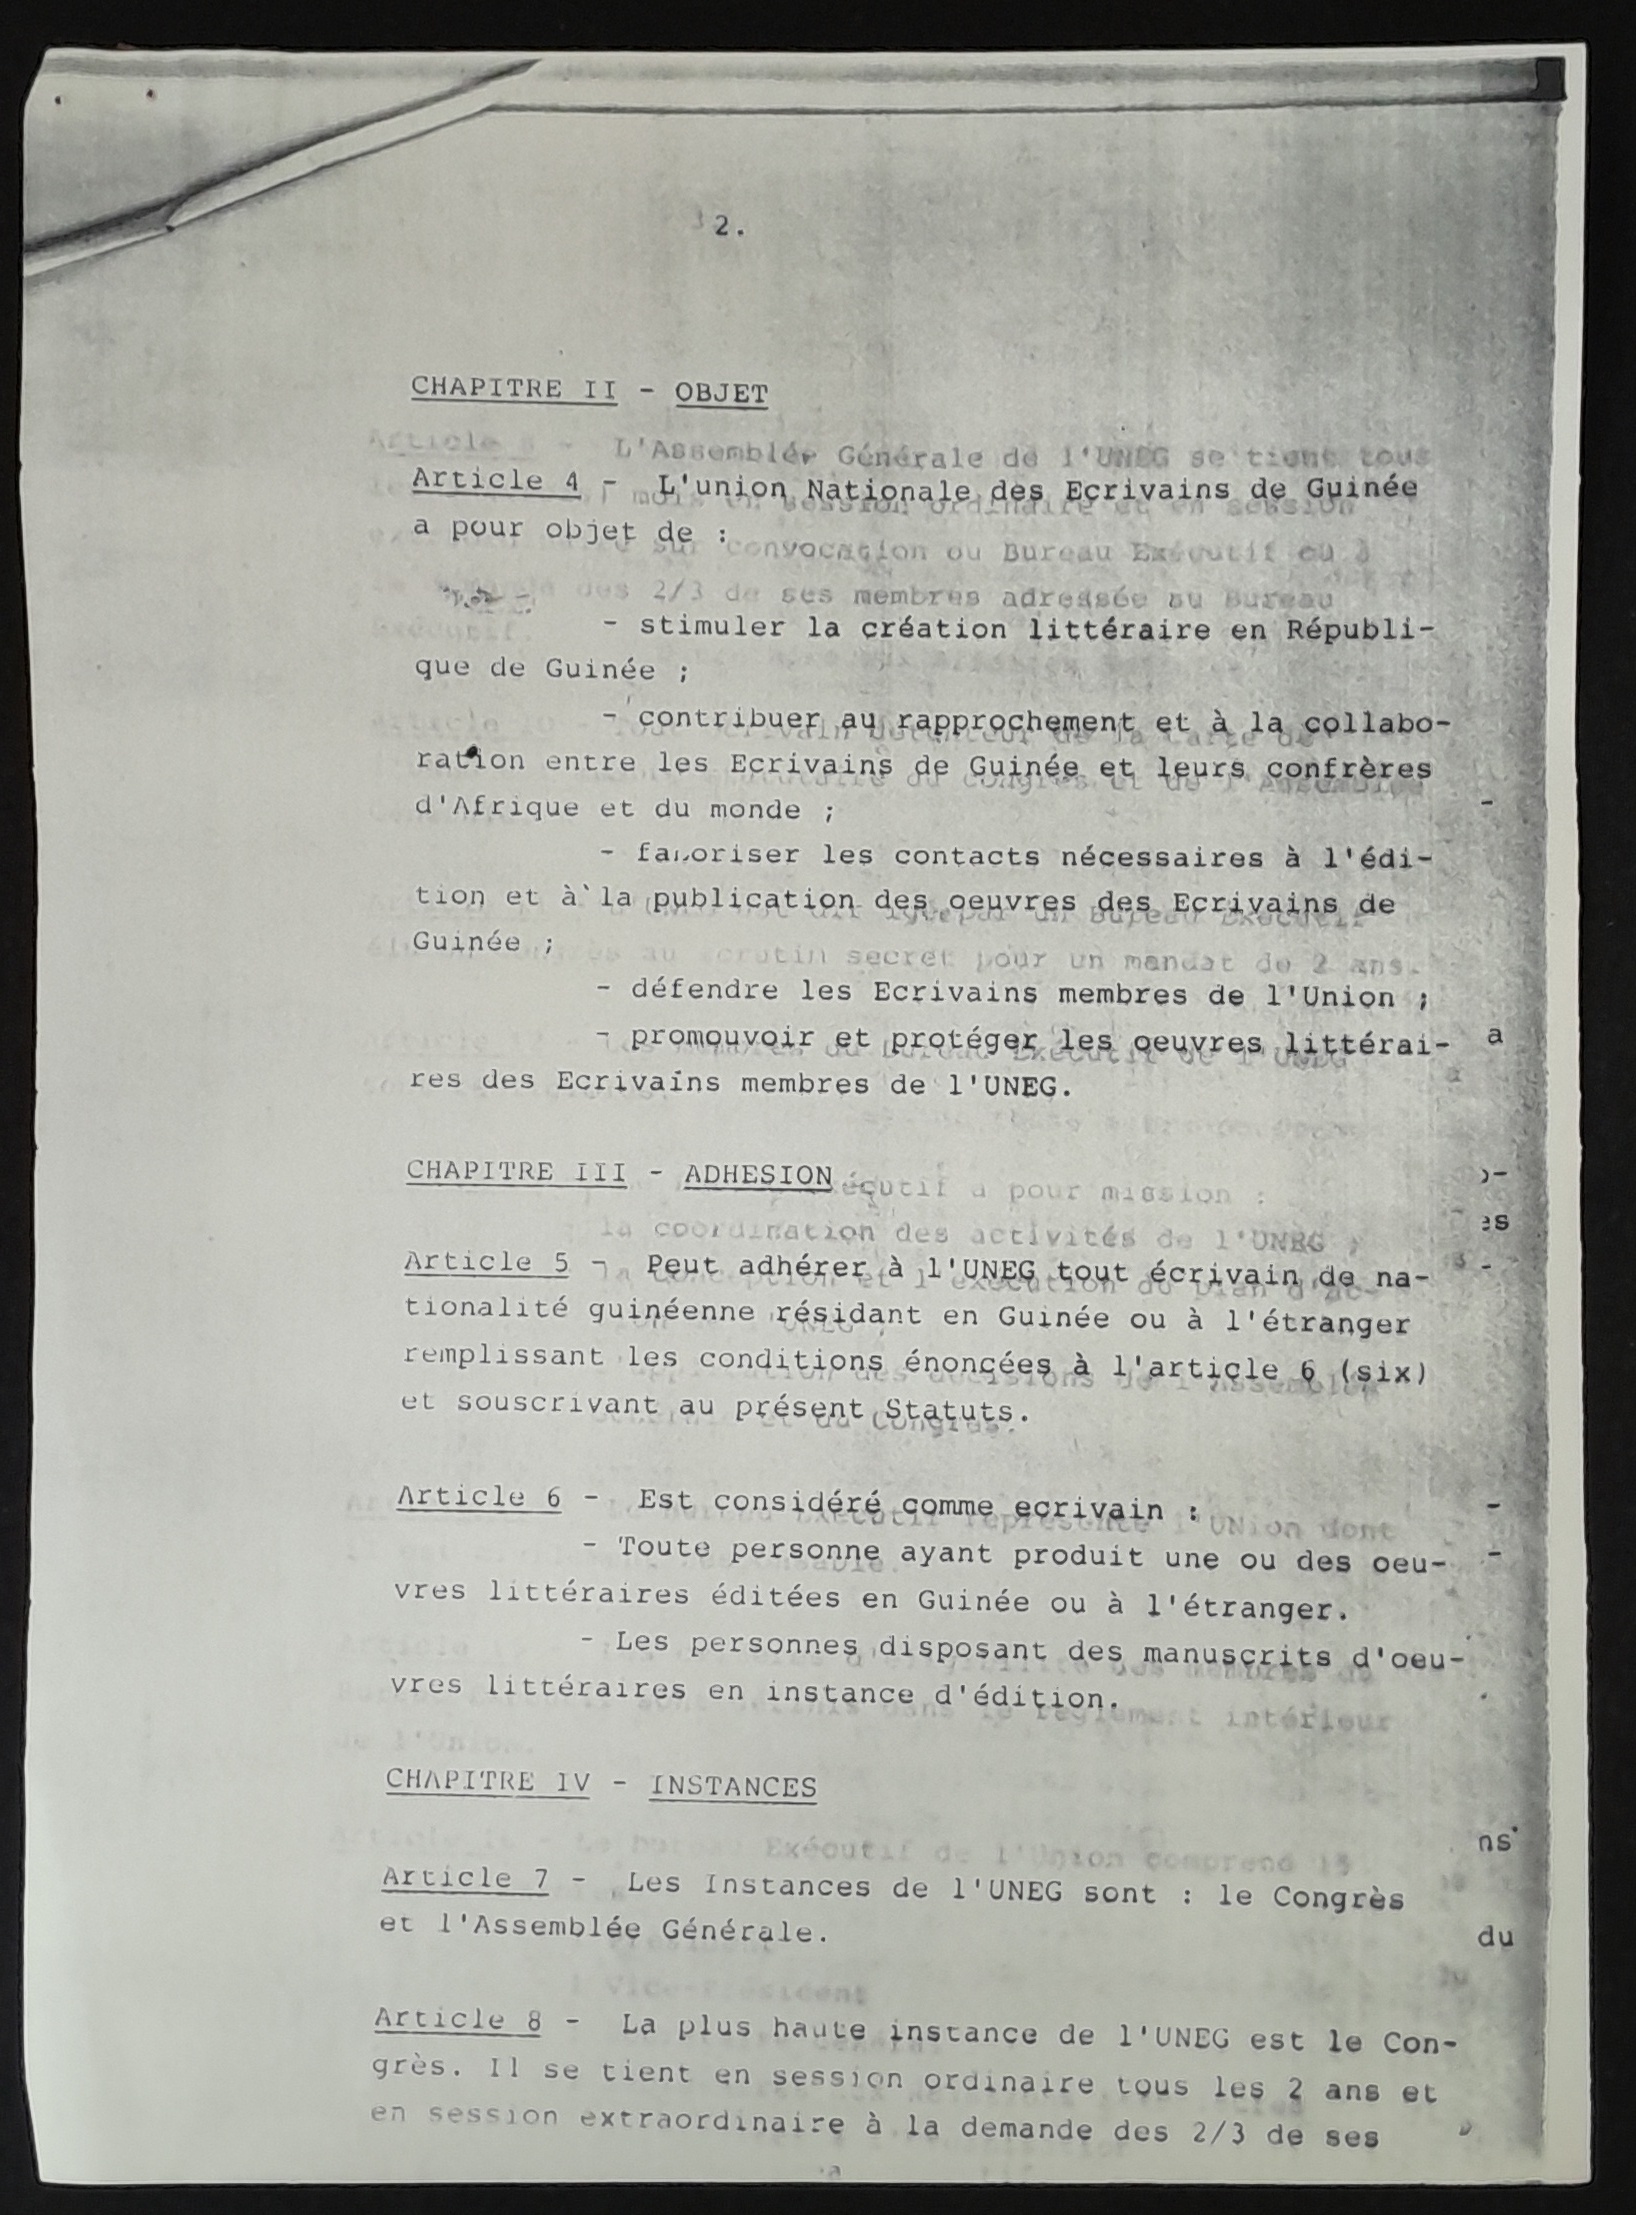 2.
CHAPITRE II - OBJET
Article 4 - L'union Nationale des Ecrivains de Guinée
a pour objet de :
- stimuler la création littéraire en Républi-
que de Guinée ;
- contribuer au rapprochement et à la collabo-
ration entre les Ecrivains de Guinée et leurs confrères
d'Afrique et du monde ;
- favoriser les contacts nécessaires à l'édi-
tion et à la publication des oeuvres des Ecrivains de
Guinée ;
- défendre les Ecrivains membres de l'Union ;
- promouvoir et protéger les oeuvres littérai-
res des Ecrivains membres de l'UNEG.
CHAPITRE III - ADHESION
Article 5 - Peut adhérer à l'UNEG tout écrivain de na-
tionalité guinéenne résidant en Guinée ou à l'étranger
remplissant les conditions énoncées à l'article 6 (six)
et souscrivant au présent Statuts.
Article 6 - Est considéré comme ecrivain :
- Toute personne ayant produit une ou des oeu-
vres littéraires éditées en Guinée ou à l'étranger.
- Les personnes disposant des manuscrits d'oeu-
vres littéraires en instance d'édition.
CHAPITRE IV - INSTANCES
Article 7 - Les Instances de l'UNEG sont : le Congrès
et l'Assemblée Générale.
Article 8 - La plus haute instance de l'UNEG est le Con-
grès. Il se tient en session ordinaire tous les 2 ans et
en session extraordinaire à la demande des 2/3 de ses